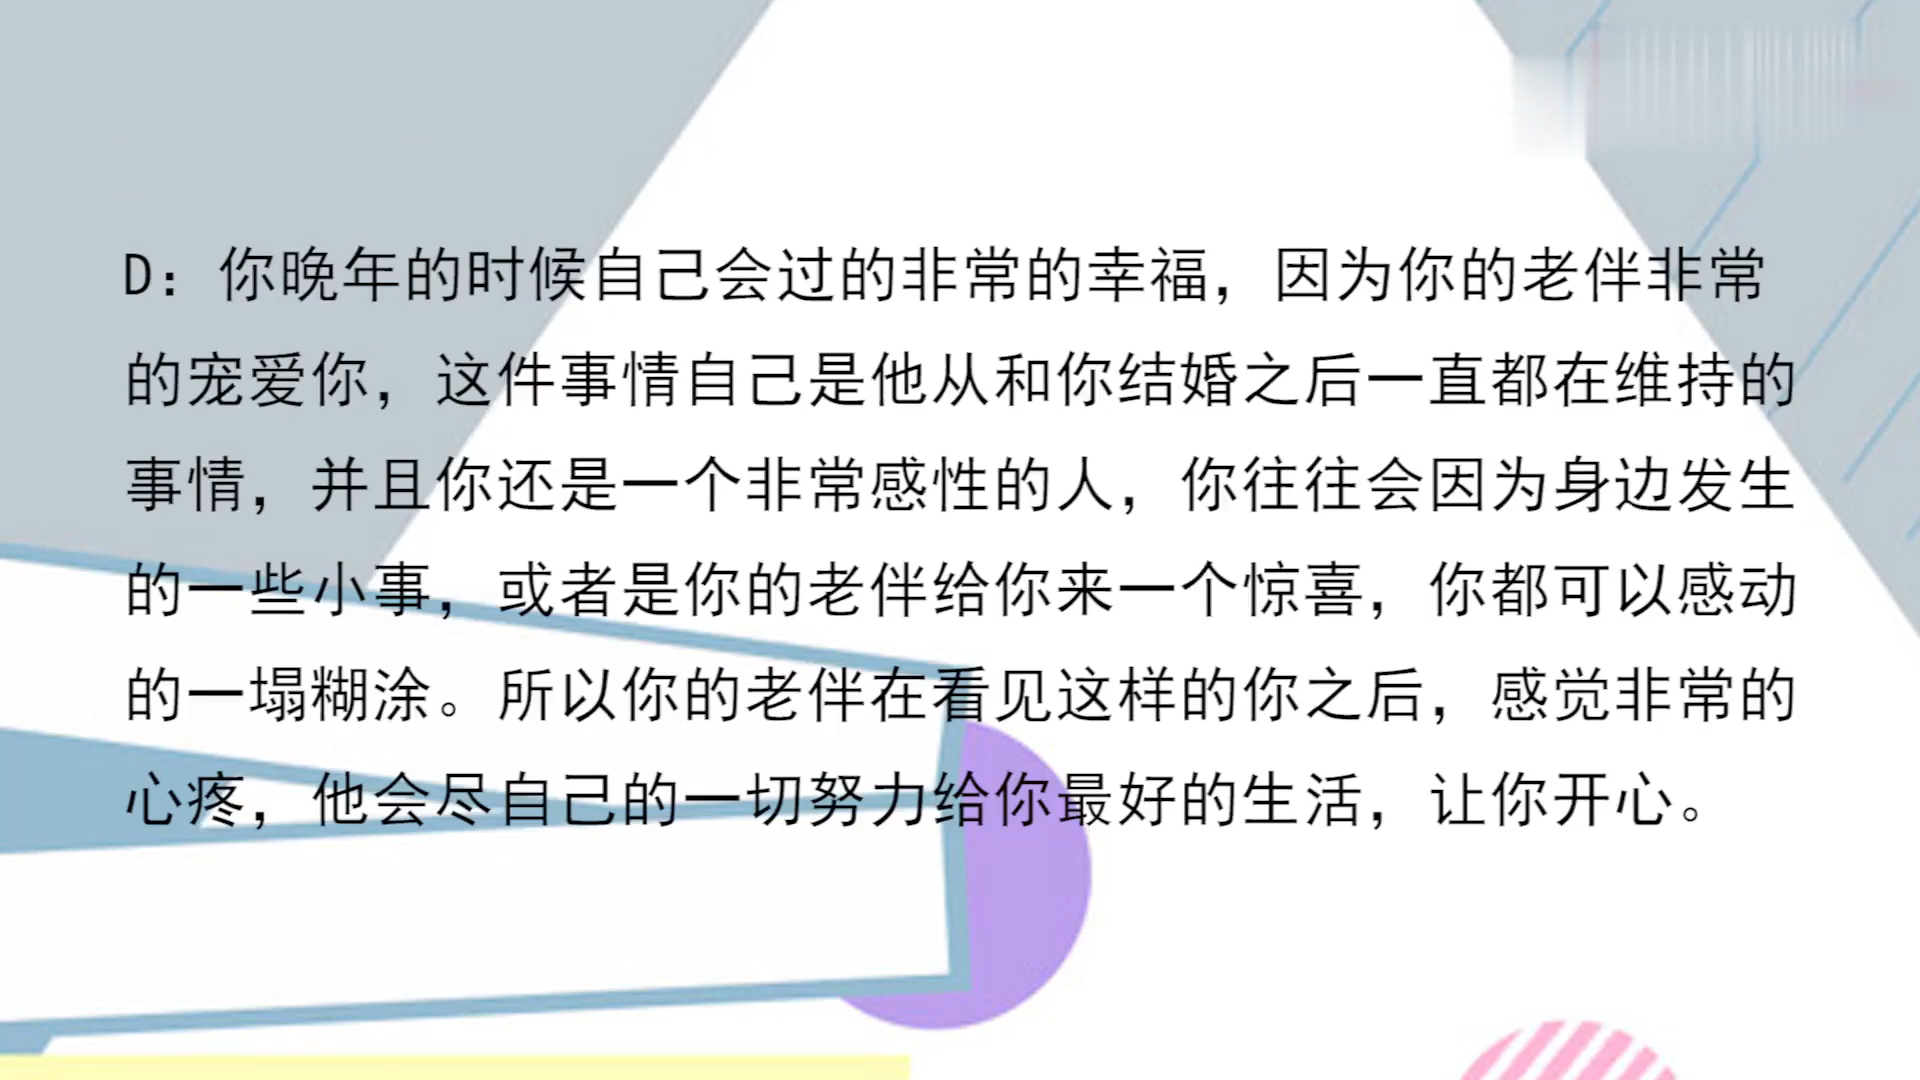 D：你晚年的时候自己会过的非常的幸福，因为你的老伴非常
的宠爱你，这件事情自己是他从和你结婚之后一直都在维持的
事情，并且你还是一个非常感性的人，你往往会因为身边发生
的一些小事，或者是你的老伴给你来一个惊喜，你都可以感动
的一塌糊涂。所以你的老伴在看见这样的你之后，感觉非常的
心疼，他会尽自己的一切努力给你最好的生活，让你开心。